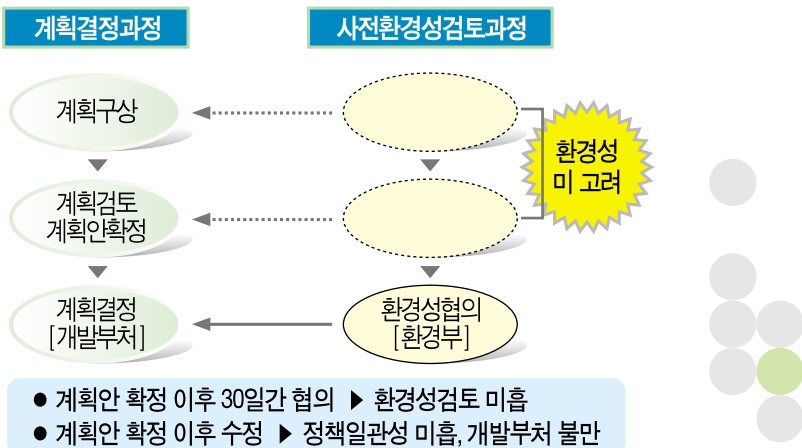 계획결정과정
사전환경성검토과정
계획구상
환경성
미 고려
계획검토
계획안확정
계획결정
[개발부처]
환경성협의
[환경부]
● 계획안 확정 이후 30일간 협의 ▶ 환경성검토 미흡
● 계획안 확정 이후 수정 ▶ 정책일관성 미흡, 개발부처 불만